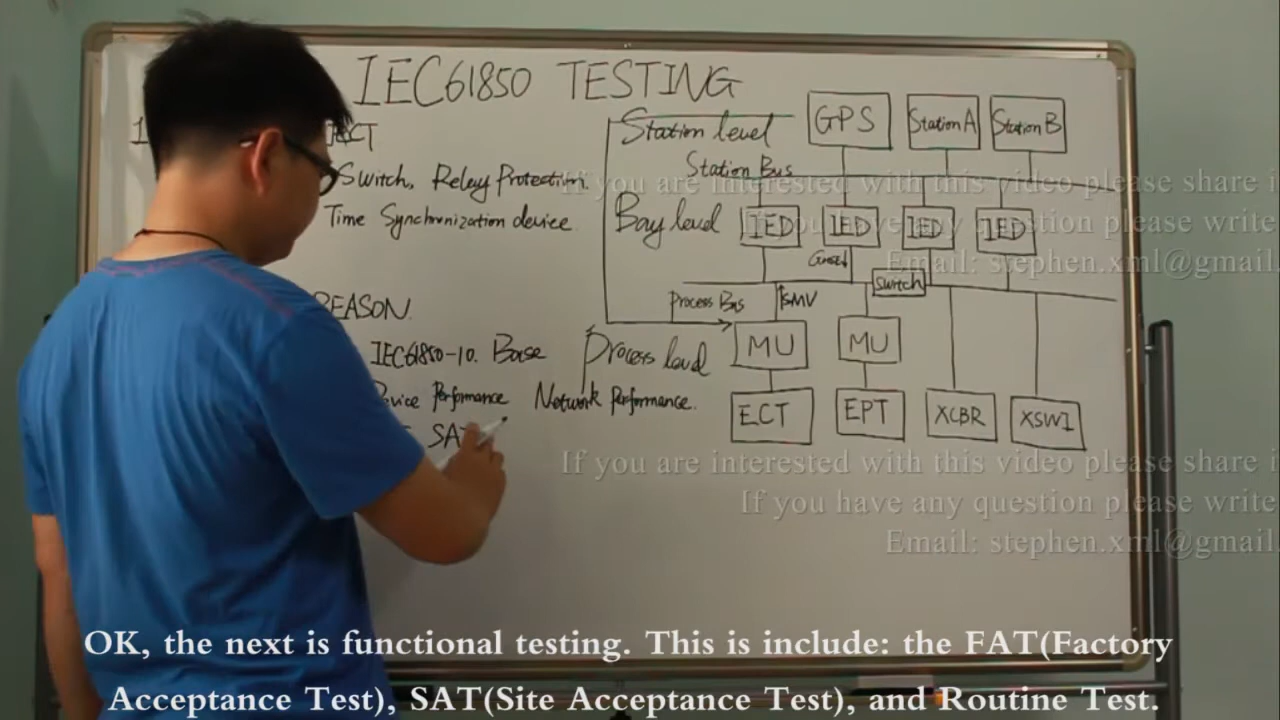 IEC61850 TESTING
Switch, Relay Protection.
Time Synchronization device
REASON
IEC61850-10. Base
Device Performance Network Performance.
SAT
Station level
Station Bus
GPS
Station A
Station B
Bay level
IED
IED
IED
IED
Switch
Process Bus
SMV
Process level
MU
MU
ECT
EPT
XCBR
XSWI
If you are interested with this video please share i
If you have any question please write
Email: stephen.xml@gmail
If you are interested with this video please share i
If you have any question please write
Email: stephen.xml@gmail.
OK, the next is functional testing. This is include: the FAT(Factory
Acceptance Test), SAT(Site Acceptance Test), and Routine Test.